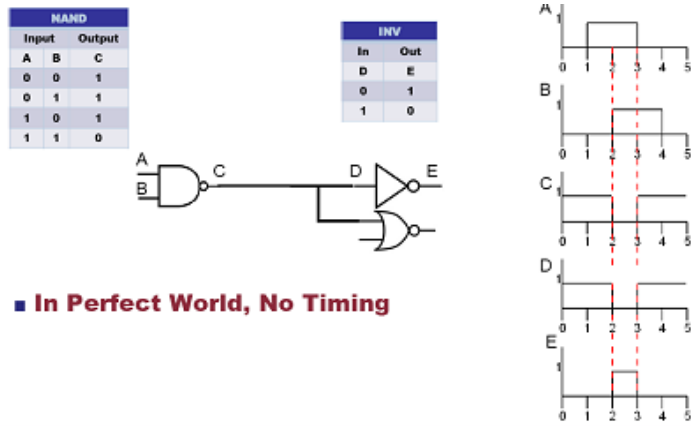 NAND
Input Output
A B C
0 0 1
0 1 1
1 0 1
1 1 0
INV
In Out
D E
0 1
1 0
A
B
C
D
E
In Perfect World, No Timing
A
1
0 1 2 3 4 5
B
1
0 1 2 3 4 5
C
1
0 1 2 3 4 5
D
1
0 1 2 3 4 5
E
1
0 1 2 3 4 5